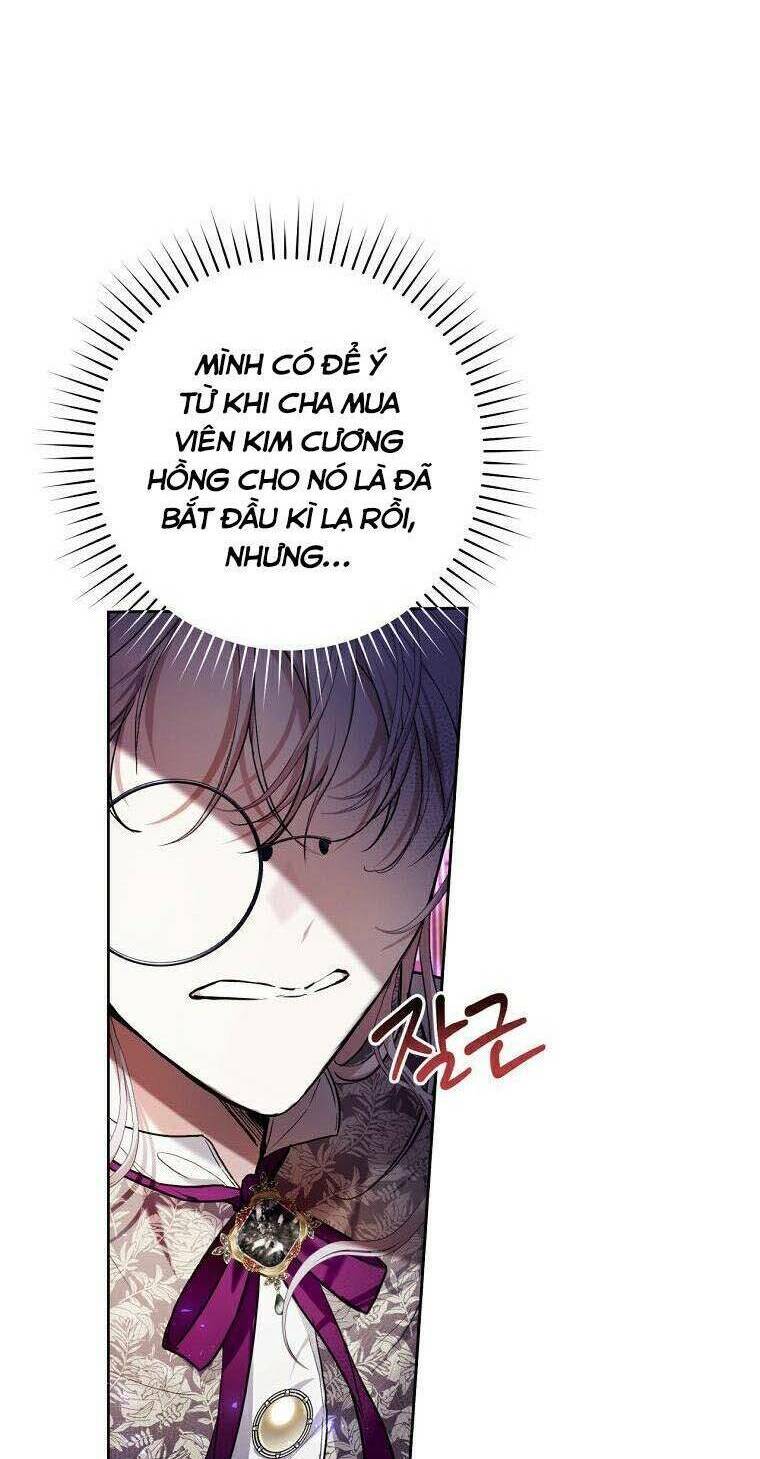 MÌNH CÓ ĐỂ Ý
TỪ KHI CHA MUA
VIÊN KIM CƯƠNG
HỒNG CHO NÓ LÀ ĐÃ
BẮT ĐẦU KÌ LẠ RỒI,
NHƯNG...
잘근